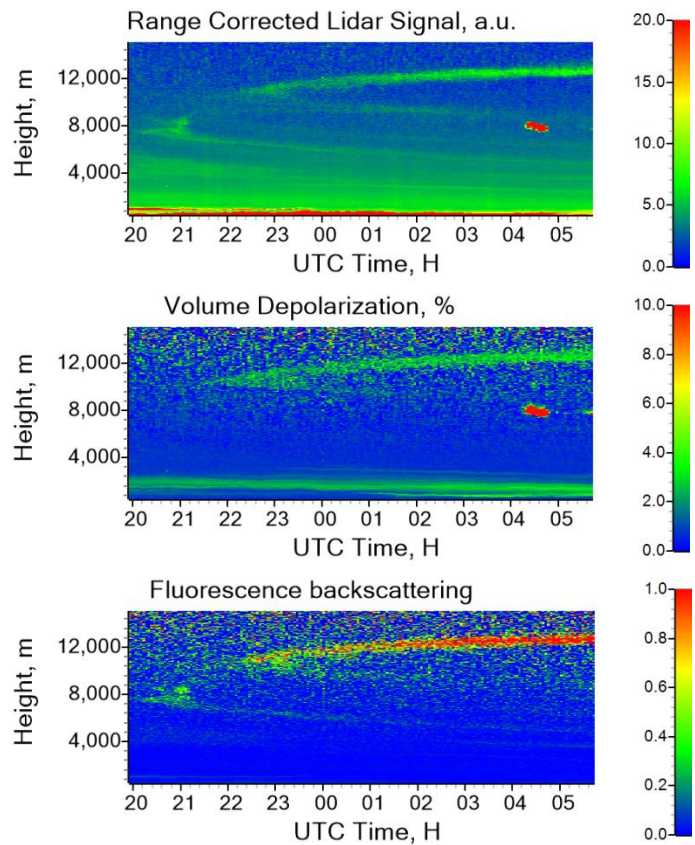 Range Corrected Lidar Signal, a.u.
Height, m
12,000
8,000
4,000
20 21 22 23 00 01 02 03 04 05
UTC Time, H
20.0
15.0
10.0
5.0
0.0
Volume Depolarization, %
Height, m
12,000
8,000
4,000
20 21 22 23 00 01 02 03 04 05
UTC Time, H
10.0
8.0
6.0
4.0
2.0
0.0
Fluorescence backscattering
Height, m
12,000
8,000
4,000
20 21 22 23 00 01 02 03 04 05
UTC Time, H
1.0
0.8
0.6
0.4
0.2
0.0